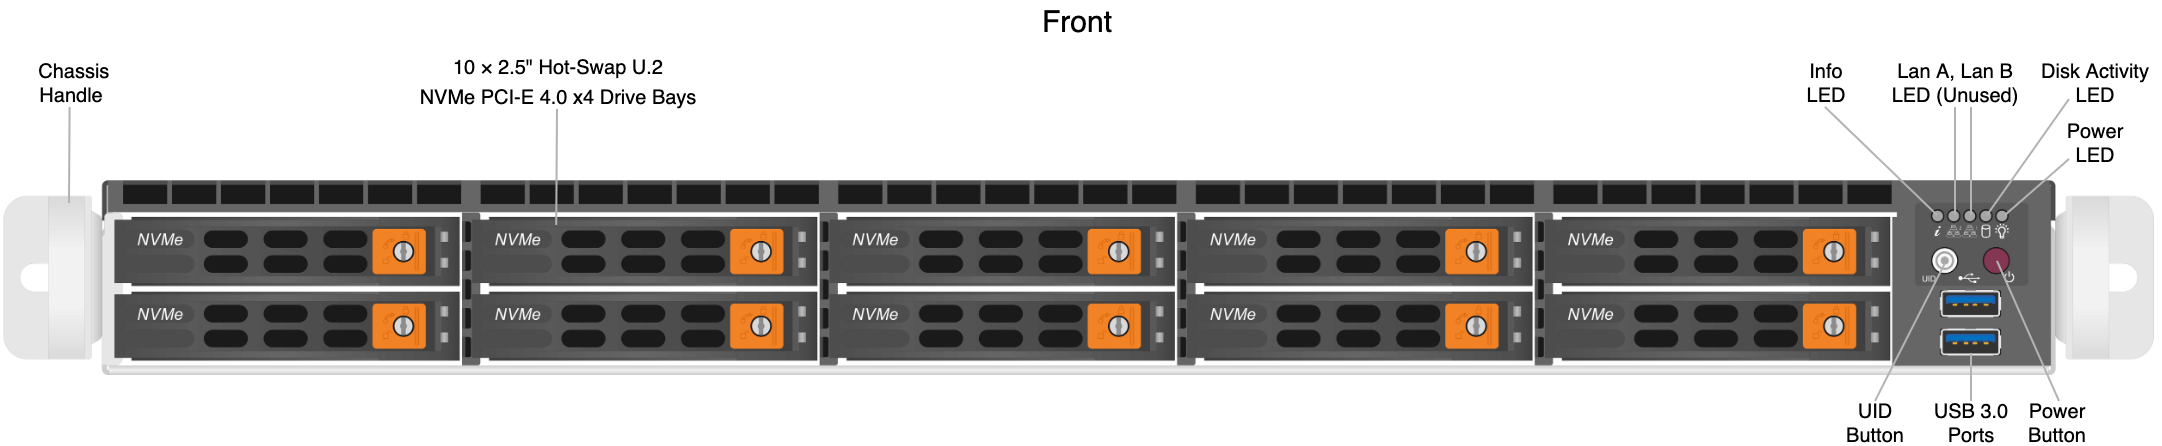 Front
Chassis
Handle
10 × 2.5" Hot-Swap U.2
NVMe PCI-E 4.0 x4 Drive Bays
Info
LED
Lan A, Lan B
LED (Unused)
Disk Activity
LED
Power
LED
NVMe
NVMe
NVMe
NVMe
NVMe
i
UID
NVMe
NVMe
NVMe
NVMe
NVMe
UID
Button
USB 3.0
Ports
Power
Button